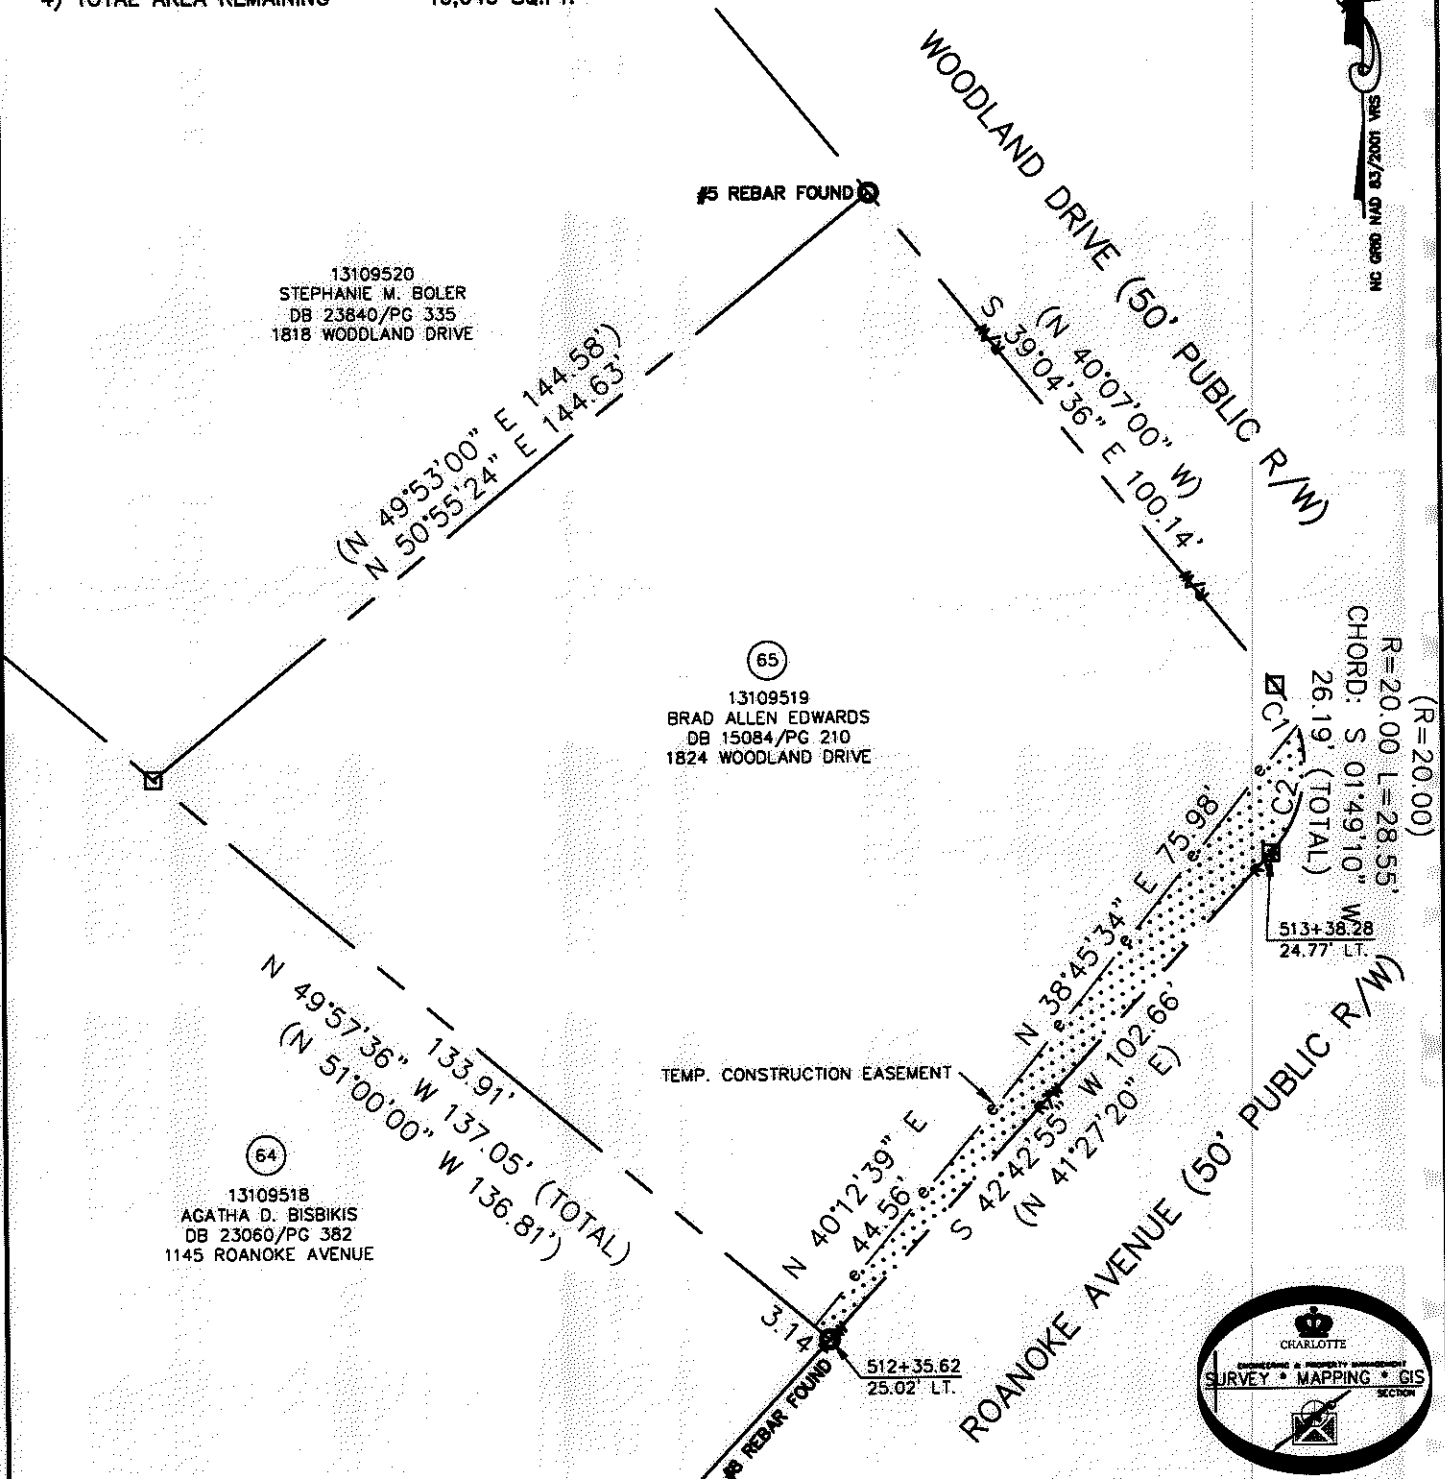 4) TOTAL AREA REMAINING
WOODLAND DRIVE (50' PUBLIC R/W)
NC GRID NAD 83/2001 VRS
#5 REBAR FOUND
13109520
STEPHANIE M. BOLER
DB 23840/PG 335
1818 WODDLAND DRIVE
(N 49°53'00" E 144.58')
N 50°55'24" E 144.63'
(N 40°07'00" W)
S 39°04'36" E 100.14'
65
13109519
BRAD ALLEN EDWARDS
DB 15084/PG 210
1824 WOODLAND DRIVE
(R=20.00)
R=20.00 L=28.55'
CHORD: S 01°49'10" W
26.19' (TOTAL)
C1
C2
513+38.28
24.77' LT.
N 38°45'34" E 75.98'
TEMP. CONSTRUCTION EASEMENT
133.91'
N 49°57'36" W 137.05' (TOTAL)
(N 51°00'00" W 136.81')
N 40°12'39" E
44.56'
S 42°42'55" W 102.66'
(N 41°27'20" E)
ROANOKE AVENUE (50' PUBLIC R/W)
64
13109518
AGATHA D. BISBIKIS
DB 23060/PG 382
1145 ROANOKE AVENUE
3.14'
512+35.62
25.02' LT.
#8 REBAR FOUND
CHARLOTTE
ENGINEERING & PROPERTY MANAGEMENT
SURVEY * MAPPING * GIS
SECTION